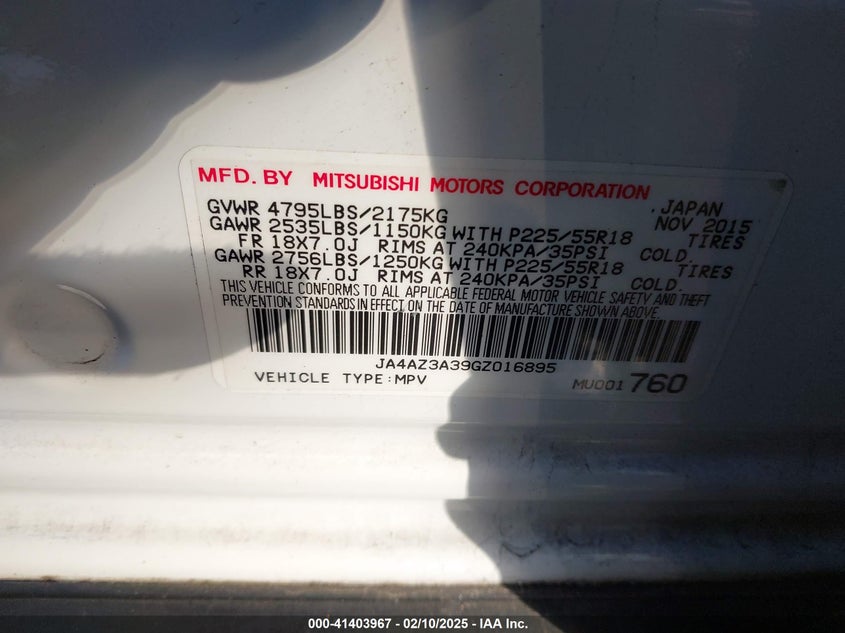 MFD. BY MITSUBISHI MOTORS CORPORATION
GVWR 4795LBS/2175KG . JAPAN
GAWR 2535LBS/1150KG WITH P225/55R18 NOV 2015
FR 18X7.0J RIMS AT 240KPA/35PSI COLD. TIRES
GAWR 2756LBS/1250KG WITH P225/55R18 TIRES
RR 18X7.0J RIMS AT 240KPA/35PSI COLD.
THIS VEHICLE CONFORMS TO ALL APPLICABLE FEDERAL MOTOR VEHICLE SAFETY AND THEFT
PREVENTION STANDARDS IN EFFECT ON THE DATE OF MANUFACTURE SHOWN ABOVE.
JA4AZ3A39GZ016895
VEHICLE TYPE:MPV MU001 760
000-41403967 - 02/10/2025 - IAA Inc.